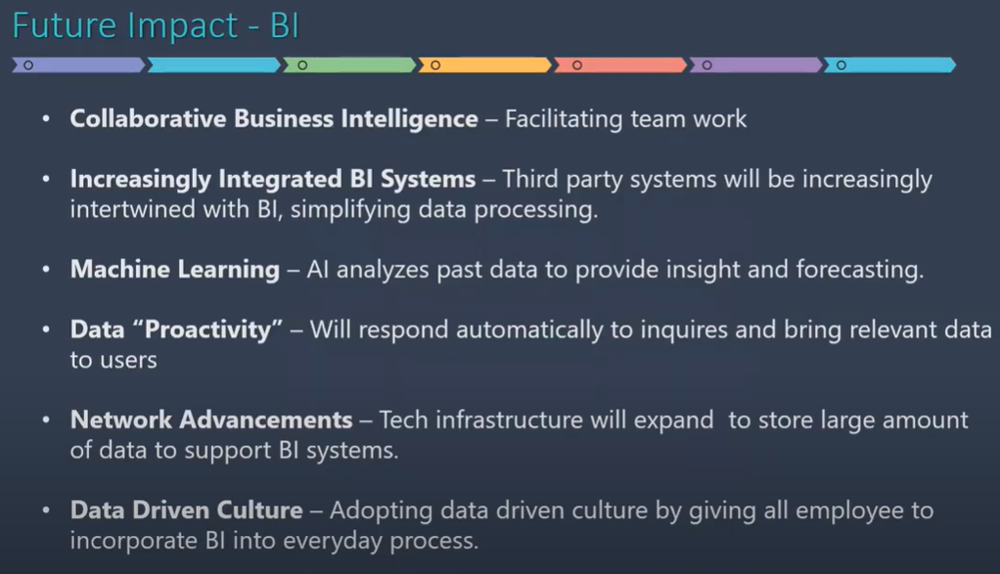 Future Impact - BI
• Collaborative Business Intelligence – Facilitating team work
• Increasingly Integrated BI Systems – Third party systems will be increasingly
intertwined with BI, simplifying data processing.
• Machine Learning – AI analyzes past data to provide insight and forecasting.
• Data “Proactivity” – Will respond automatically to inquires and bring relevant data
to users
• Network Advancements – Tech infrastructure will expand  to store large amount
of data to support BI systems.
• Data Driven Culture – Adopting data driven culture by giving all employee to
incorporate BI into everyday process.